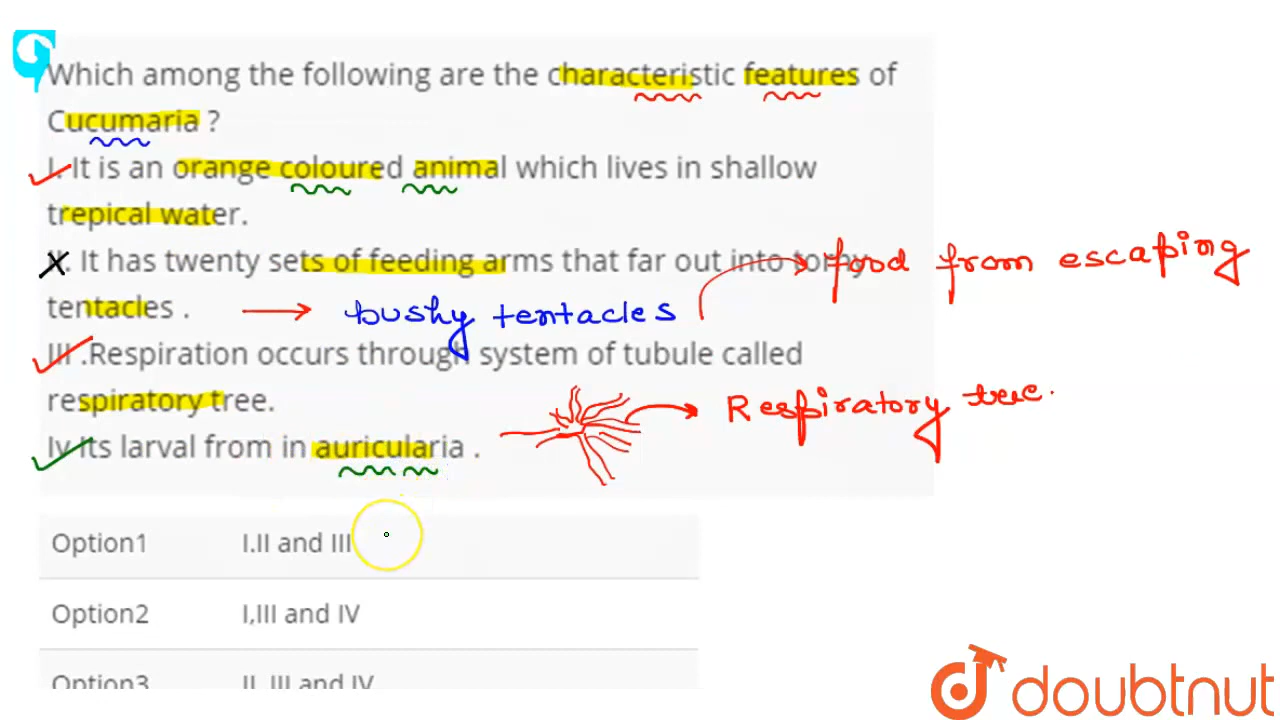 Which among the following are the characteristic features of
Cucumaria ?
I. It is an orange coloured animal which lives in shallow
trepical water.
II. It has twenty sets of feeding arms that far out into
food from escaping
tentacles .
bushy tentacles
III .Respiration occurs through system of tubule called
respiratory tree.
Respiratory tree.
Iv Its larval from in auricularia .
Option1 I.II and III
Option2 I,III and IV
Option3 II, III and IV
doubtnut